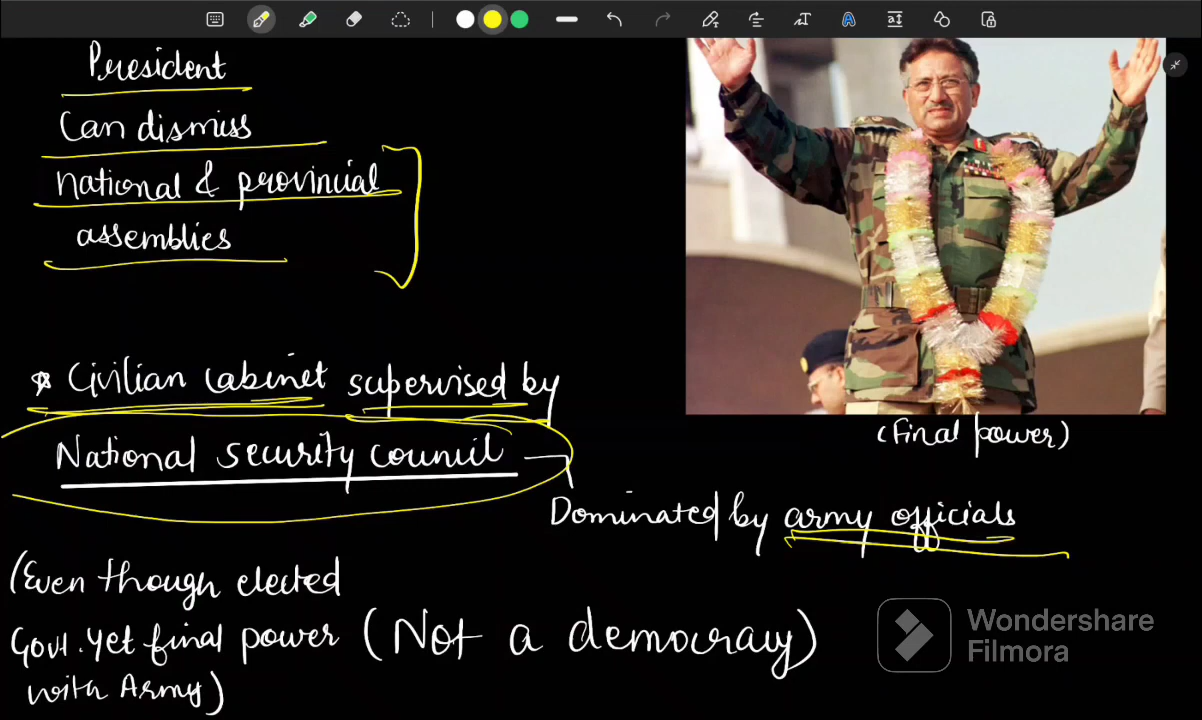 President
Can dismiss
national & provincial
assemblies
* Civilian Cabinet supervised by
National security council
(Final power)
Dominated by army officials
(Even though elected
Govt. Yet final power (Not a democracy)
with Army)
Wondershare
Filmora